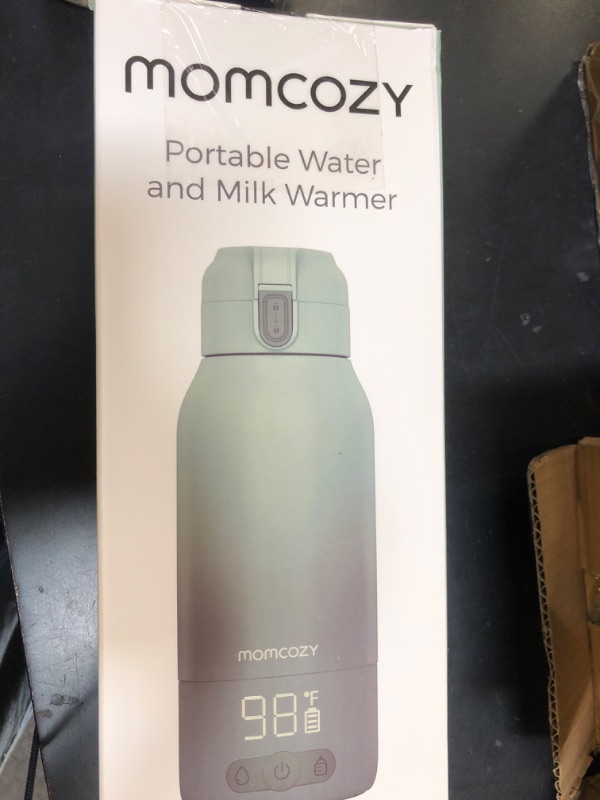 momcozy
Portable Water
and Milk Warmer
momcozy
98°F